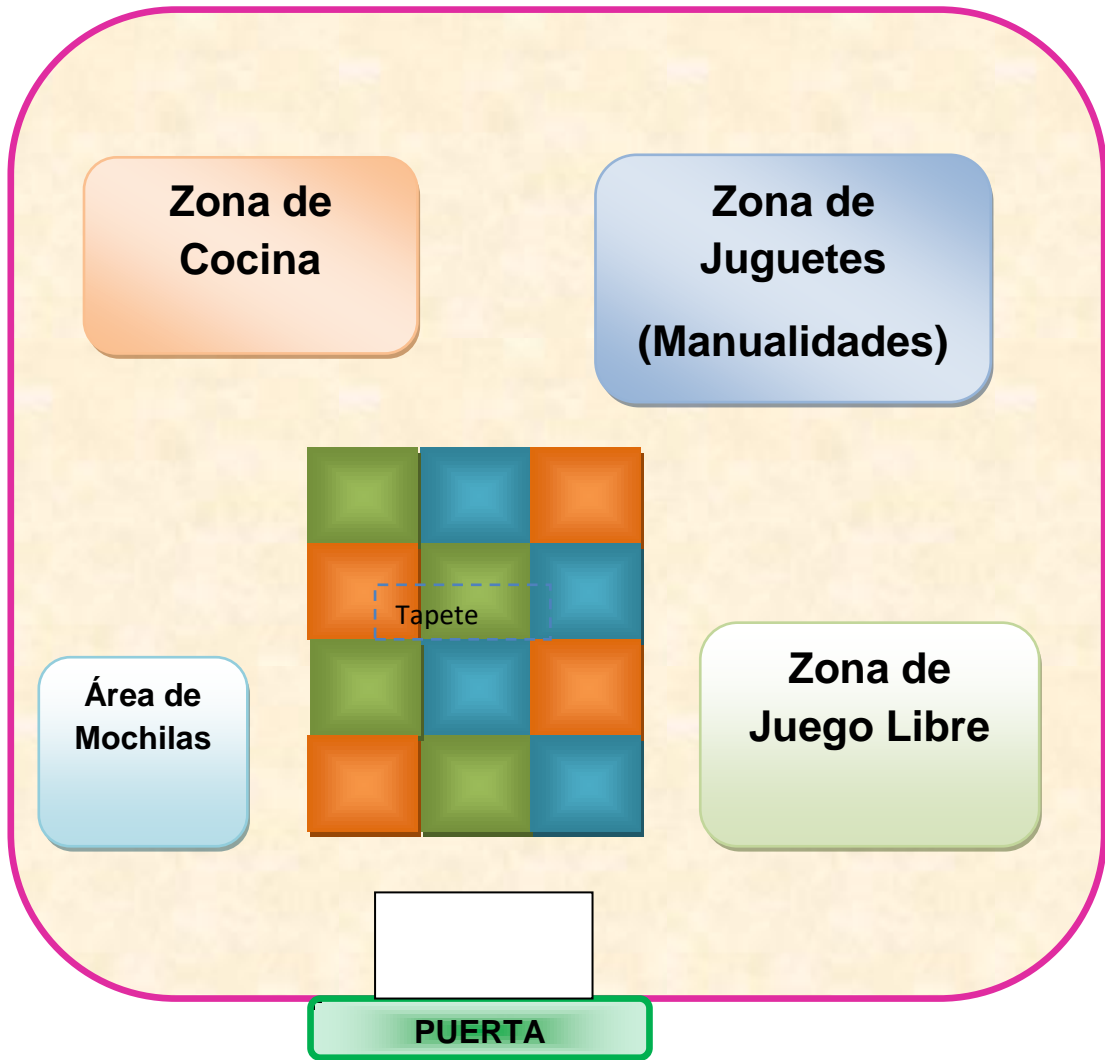 Zona de
Cocina
Zona de
Juguetes
(Manualidades)
Tapete
Área de
Mochilas
Zona de
Juego Libre
PUERTA